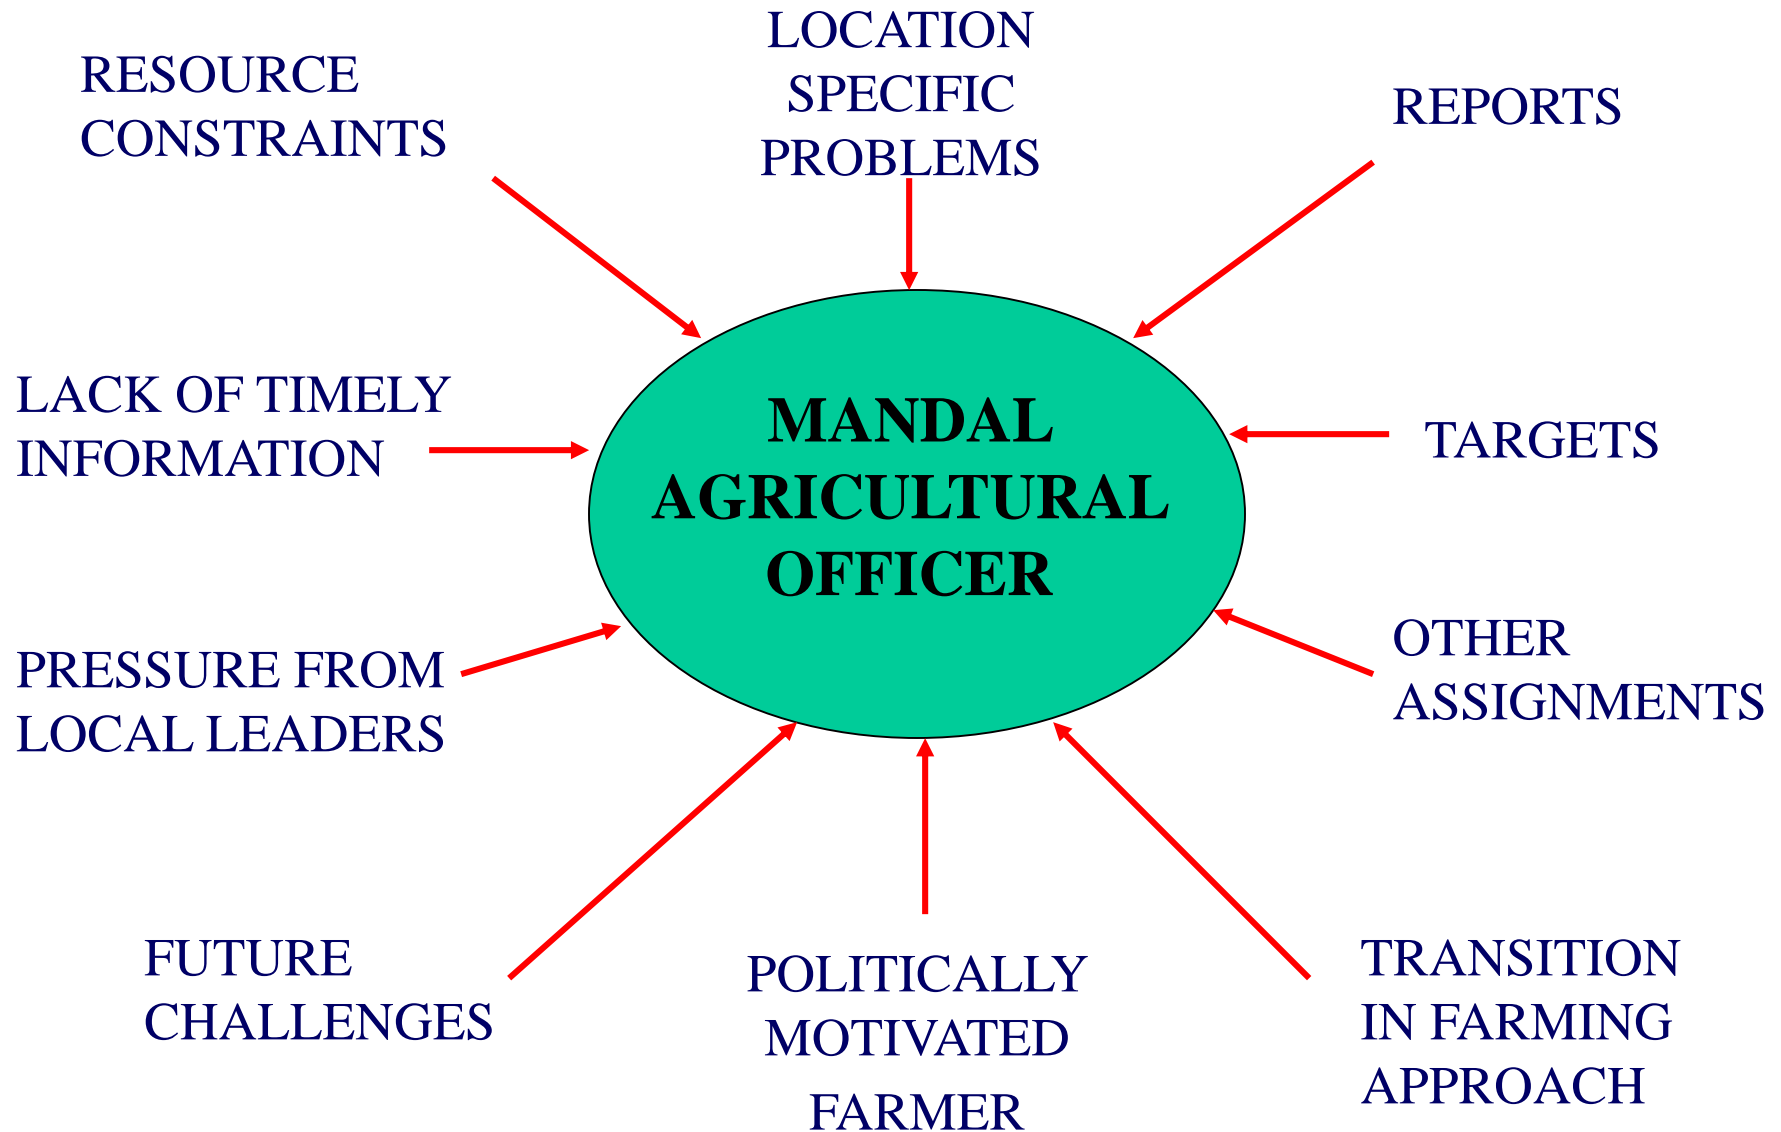 LOCATION
SPECIFIC
PROBLEMS
RESOURCE
CONSTRAINTS
REPORTS
LACK OF TIMELY
INFORMATION
MANDAL
AGRICULTURAL
OFFICER
TARGETS
PRESSURE FROM
LOCAL LEADERS
OTHER
ASSIGNMENTS
FUTURE
CHALLENGES
POLITICALLY
MOTIVATED
FARMER
TRANSITION
IN FARMING
APPROACH